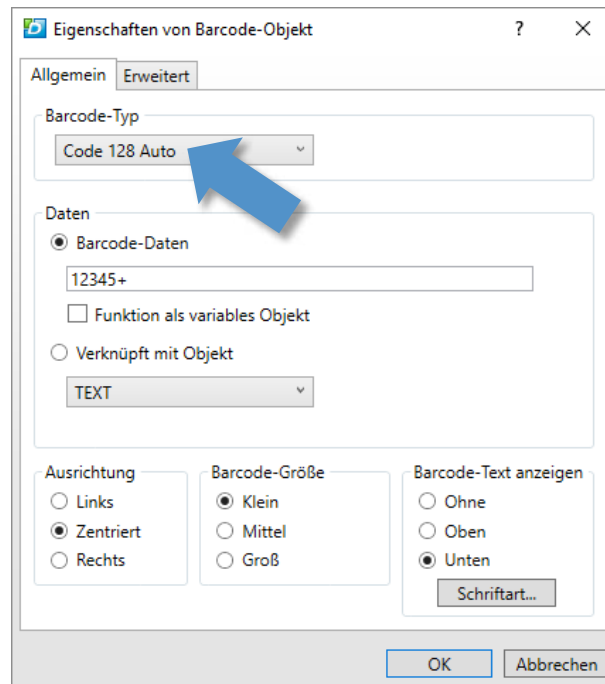 Eigenschaften von Barcode-Objekt
?
Allgemein Erweitert
Barcode-Typ
Code 128 Auto
Daten
Barcode-Daten
12345+
Funktion als variables Objekt
Verknüpft mit Objekt
TEXT
Ausrichtung Barcode-Größe Barcode-Text anzeigen
Links Klein Ohne
Zentriert Mittel Oben
Rechts Groß Unten
Schriftart...
OK Abbrechen